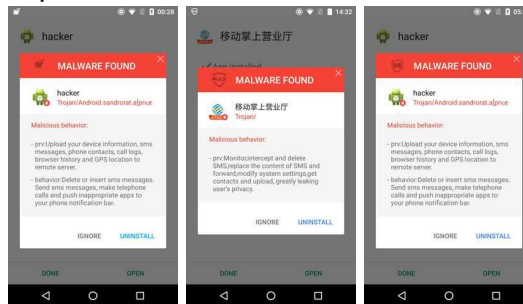 00:28
hacker
MALWARE FOUND
hacker
Trojan/Android.sandrorat.a[prv,e
Malicious behavior:
- prv:Upload your device information, sms
messages, phone contacts, call logs,
browser history and GPS location to
remote server.
- behavior:Delete or insert sms messages.
Send sms messages, make telephone
calls and push inappropriate apps to
your phone notification bar.
IGNORE UNINSTALL
DONE OPEN
14:32
移动掌上营业厅
App installed
MALWARE FOUND
移动掌上营业厅
Trojan/
Malicious behavior:
- prv:Monitor,intercept and delete
SMS,replace the content of SMS and
forward,modify system settings,get
contacts and upload, greatly leaking
user's privacy.
IGNORE UNINSTALL
DONE OPEN
05:
hacker
MALWARE FOUND
hacker
Trojan/Android.sandrorat.a[prv,e
Malicious behavior:
- prv:Upload your device information, sms
messages, phone contacts, call logs,
browser history and GPS location to
remote server.
- behavior:Delete or insert sms messages.
Send sms messages, make telephone
calls and push inappropriate apps to
your phone notification bar.
IGNORE UNINSTALL
DONE OPEN